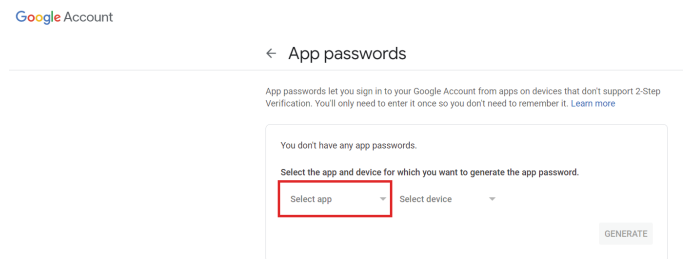 Google Account
← App passwords
App passwords let you sign in to your Google Account from apps on devices that don't support 2-Step
Verification. You'll only need to enter it once so you don't need to remember it. Learn more
You don't have any app passwords.
Select the app and device for which you want to generate the app password.
Select app Select device
GENERATE